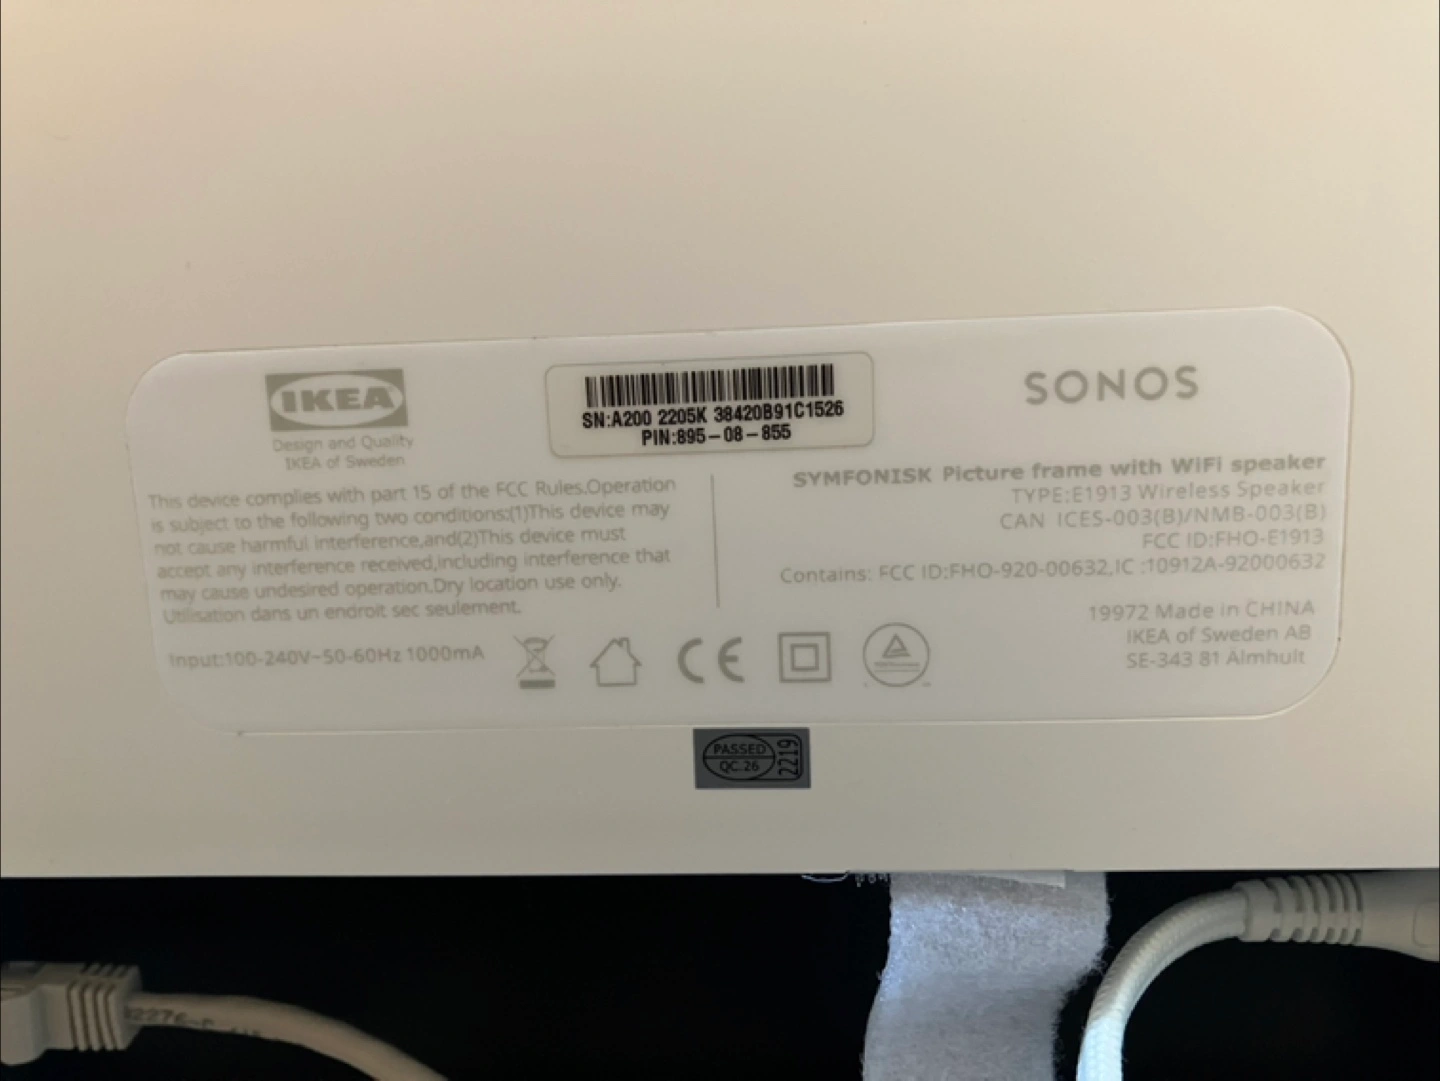 IKEA
Design and Quality
IKEA of Sweden
SN:A200 2205K 38420B91C1526
PIN:895-08-855
SONOS
This device complies with part 15 of the FCC Rules.Operation
is subject to the following two conditions:(1)This device may
not cause harmful interference,and(2)This device must
accept any interference received,including interference that
may cause undesired operation.Dry location use only.
Utilisation dans un endroit sec seulement.
Input:100-240V~50-60Hz 1000mA
CE
SYMFONISK Picture frame with WiFi speaker
TYPE:E1913 Wireless Speaker
CAN ICES-003(B)/NMB-003(B)
FCC ID:FHO-E1913
Contains: FCC ID:FHO-920-00632,IC :10912A-92000632
19972 Made in CHINA
IKEA of Sweden AB
SE-343 81 Älmhult
PASSED
QC.26
2219